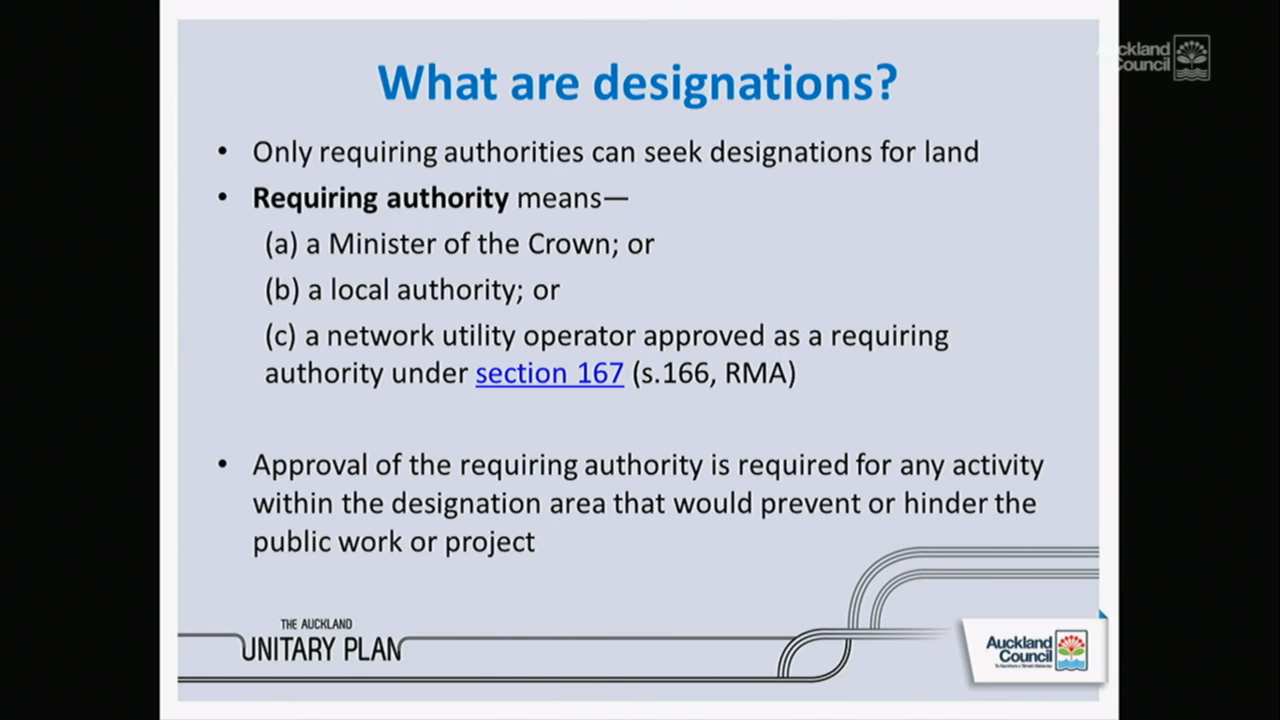 Auckland
Council
What are designations?
• Only requiring authorities can seek designations for land
• Requiring authority means—
(a) a Minister of the Crown; or
(b) a local authority; or
(c) a network utility operator approved as a requiring
authority under section 167 (s.166, RMA)
• Approval of the requiring authority is required for any activity
within the designation area that would prevent or hinder the
public work or project
THE AUCKLAND
UNITARY PLAN
Auckland
Council